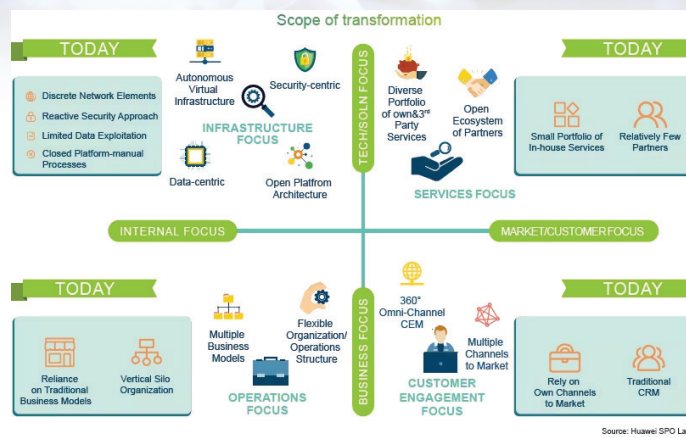 Scope of transformation
TODAY
Discrete Network Elements
Reactive Security Approach
Limited Data Exploitation
Closed Platform-manual
Processes
Autonomous
Virtual
Infrastructure
Security-centric
INFRASTRUCTURE
FOCUS
Data-centric
Open Platfrom
Architecture
TECH/SOLN FOCUS
Diverse
Portfolio
of own&3rd
Party
Services
Open
Ecosystem
of Partners
SERVICES FOCUS
TODAY
Small Portfolio of
In-house Services
Relatively Few
Partners
INTERNAL FOCUS
MARKET/CUSTOMER FOCUS
TODAY
Reliance
on Traditional
Business Models
Vertical Silo
Organization
Multiple
Business
Models
Flexible
Organization/
Operations
Structure
OPERATIONS
FOCUS
BUSINESS FOCUS
360°
Omni-Channel
CEM
Multiple
Channels
to Market
CUSTOMER
ENGAGEMENT
FOCUS
TODAY
Rely on
Own Channels
to Market
Traditional
CRM
Source: Huawei SPO La